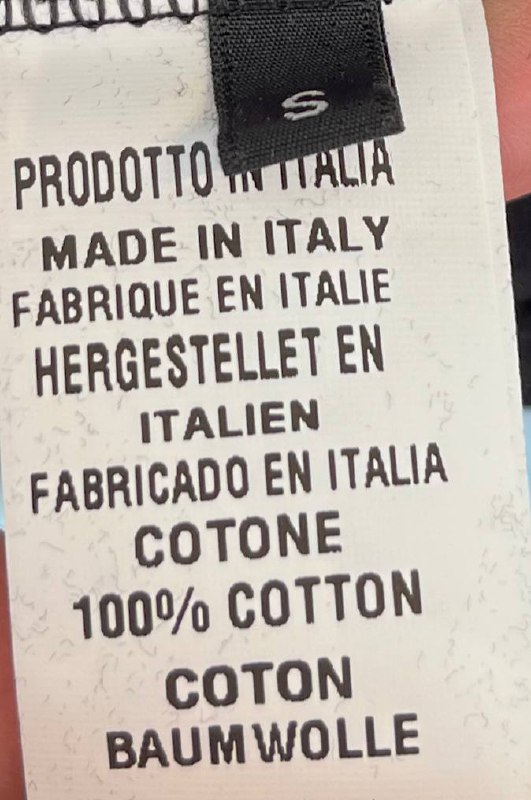 S
PRODOTTO IN ITALIA
MADE IN ITALY
FABRIQUE EN ITALIE
HERGESTELLET EN
ITALIEN
FABRICADO EN ITALIA
COTONE
100% COTTON
COTON
BAUMWOLLE